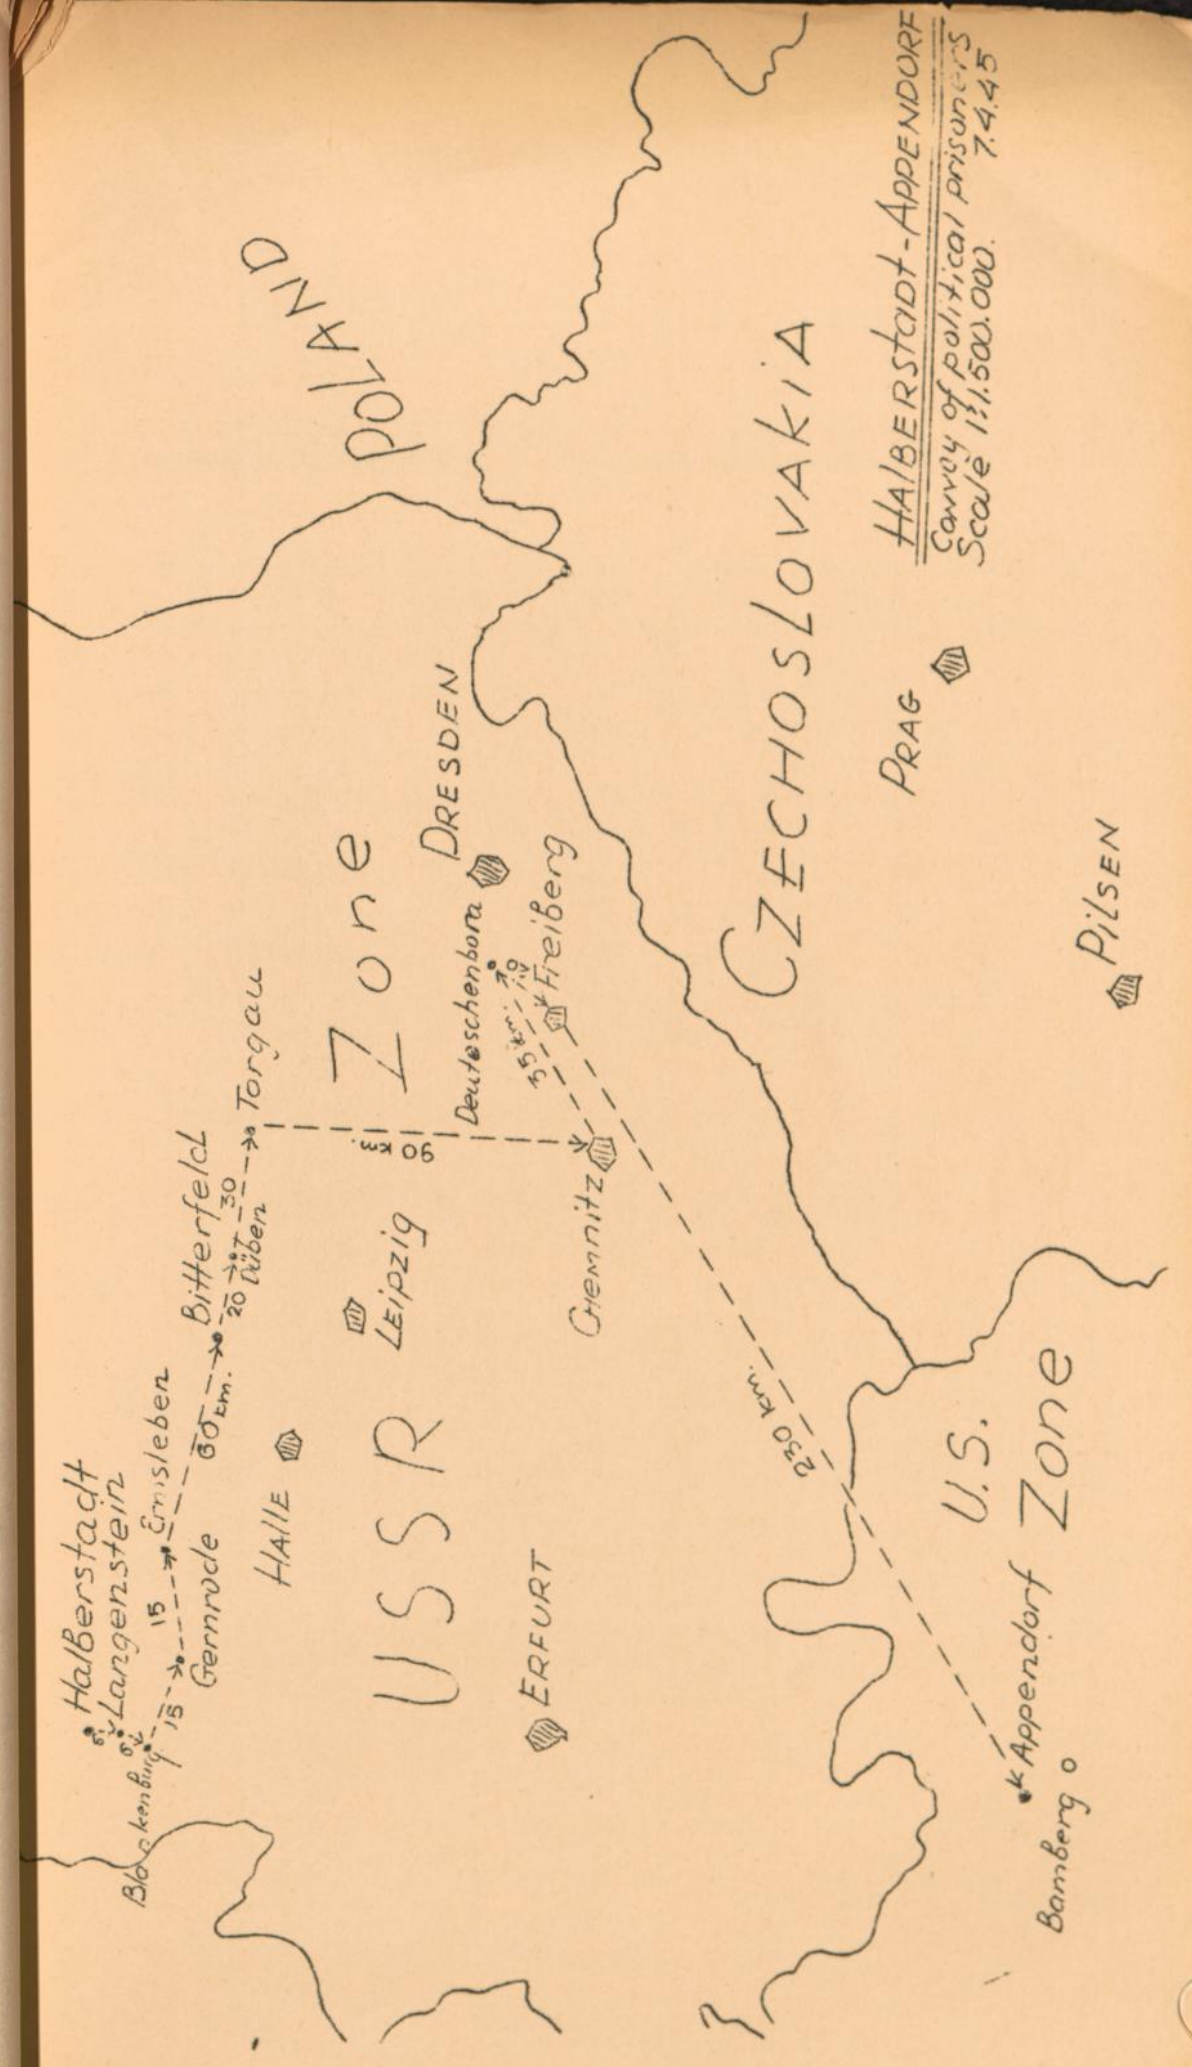 HALBERSTADT-APPENDORF
Convoy of political prisoners
Scale 1:1.500.000. 7.4.45
POLAND
Halberstadt
Langenstein
Blankenburg
15
15
Ermsleben
Gernrode
60 km.
Bitterfeld
20
Düben
30
Torgau
HAllE
LEipzig
90 km.
USSR Zone
DRESDEN
Deuteschenbora
35 km.
Freiberg
CHEMNITZ
ERFURT
CZECHOSLOVAKiA
PRAG
PilSEN
230 km.
U.S.
Zone
Appendorf
Bamberg